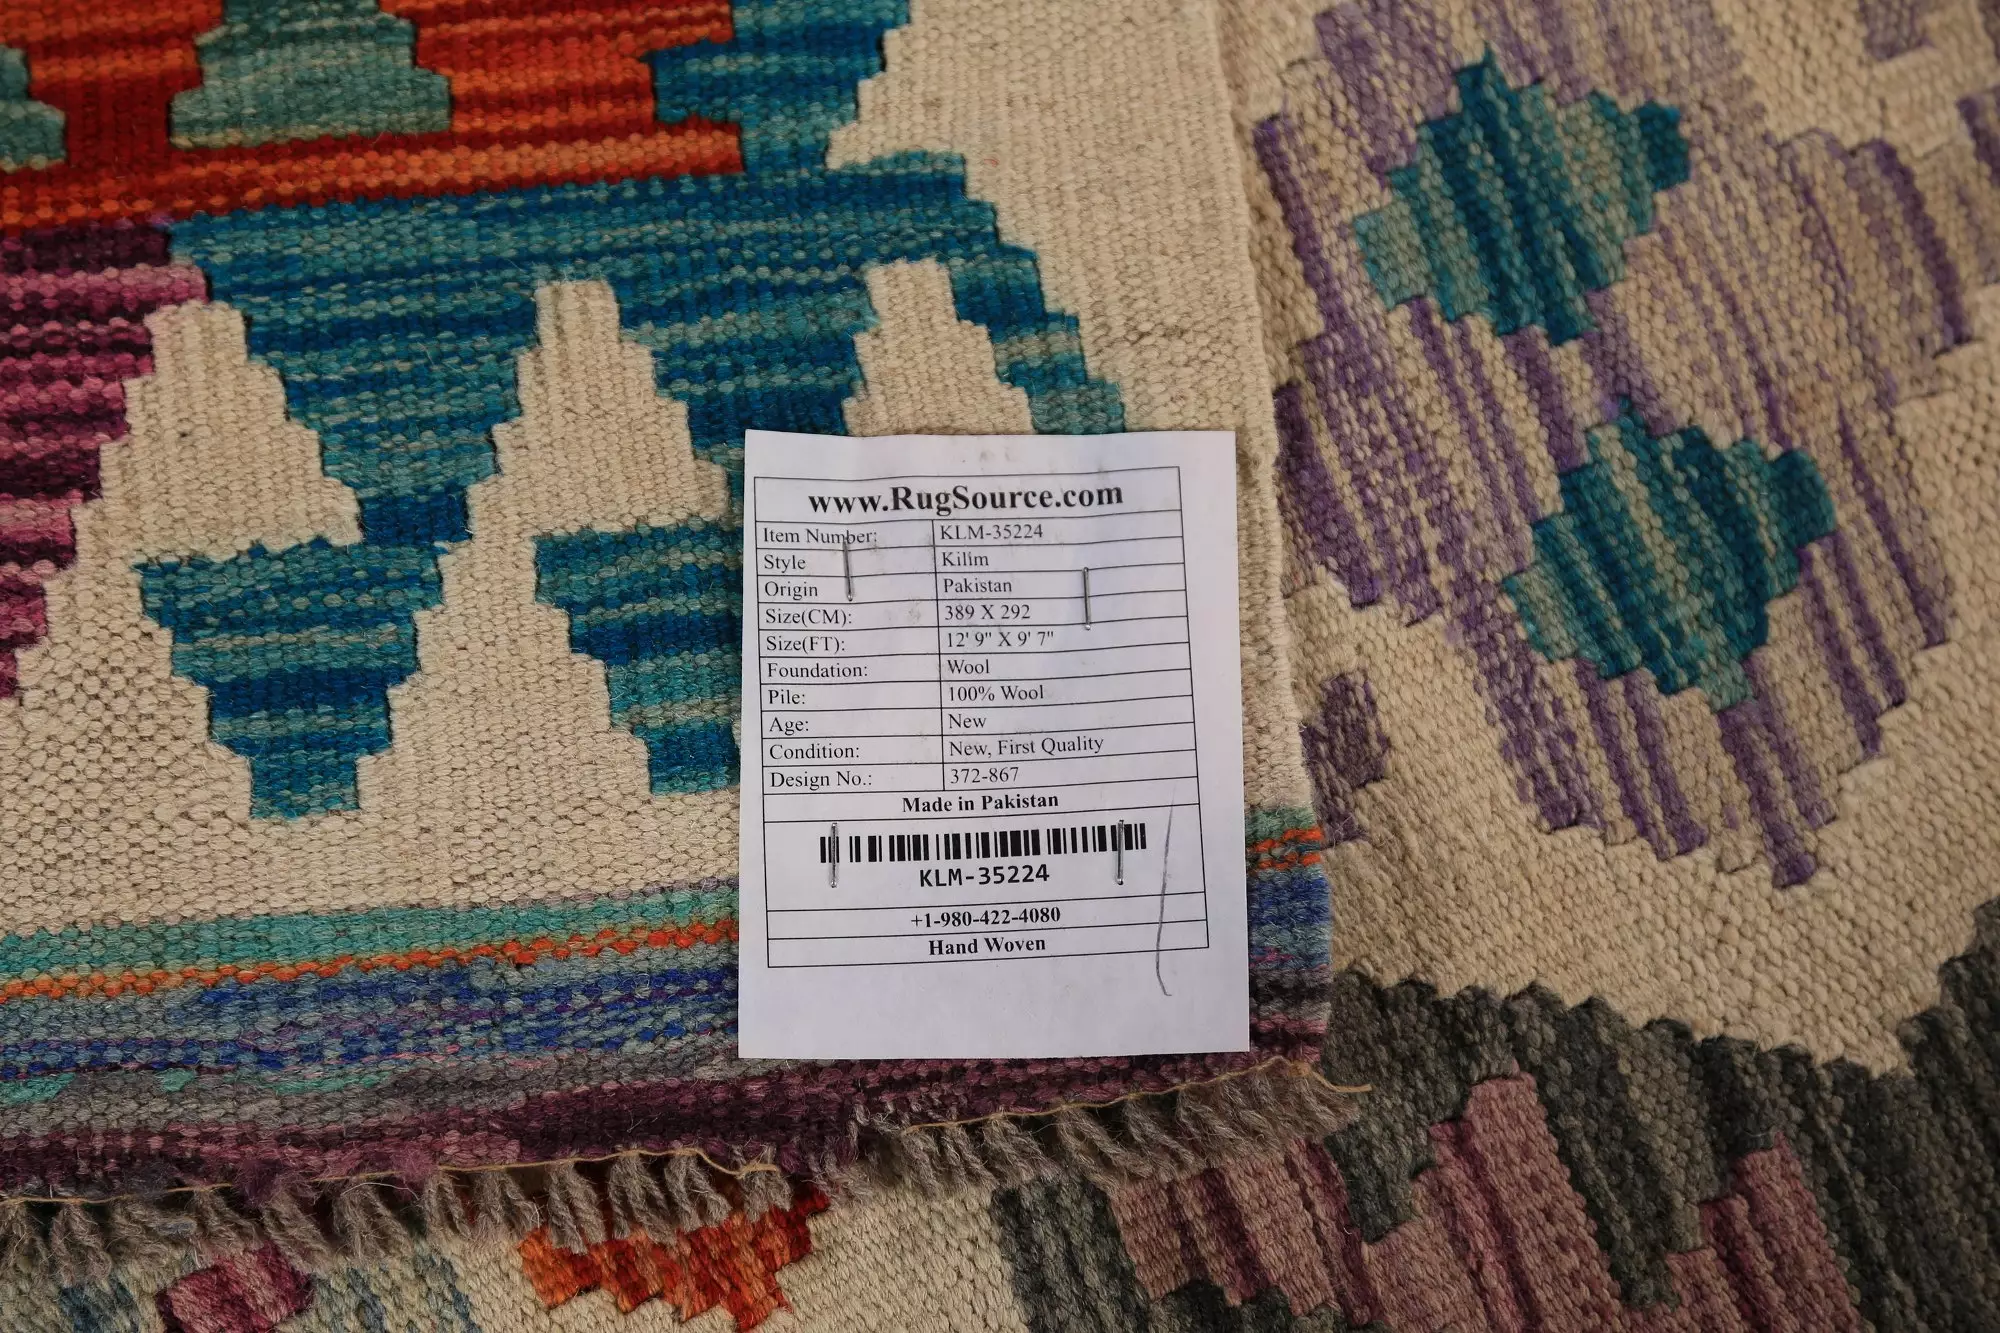 www.RugSource.com
Item Number: KLM-35224
Style Kilim
Origin Pakistan
Size(CM): 389 X 292
Size(FT): 12' 9" X 9' 7"
Foundation: Wool
Pile: 100% Wool
Age: New
Condition: New, First Quality
Design No.: 372-867
Made in Pakistan
KLM-35224
+1-980-422-4080
Hand Woven